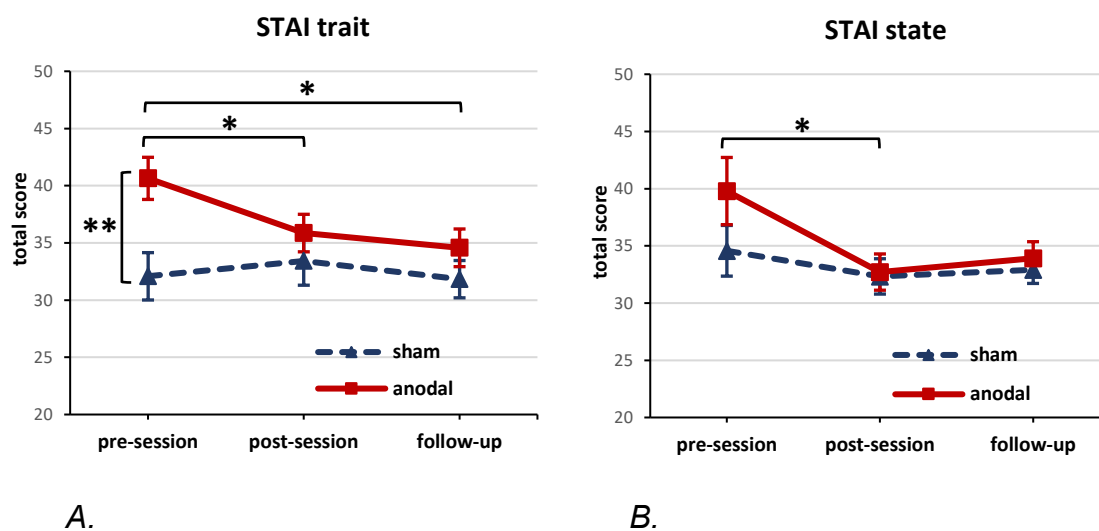 STAI trait
50
45
40
35
30
25
20
total score
*
*
**
sham
anodal
pre-session
post-session
follow-up
A.
STAI state
50
45
40
35
30
25
20
total score
*
sham
anodal
pre-session
post-session
follow-up
B.